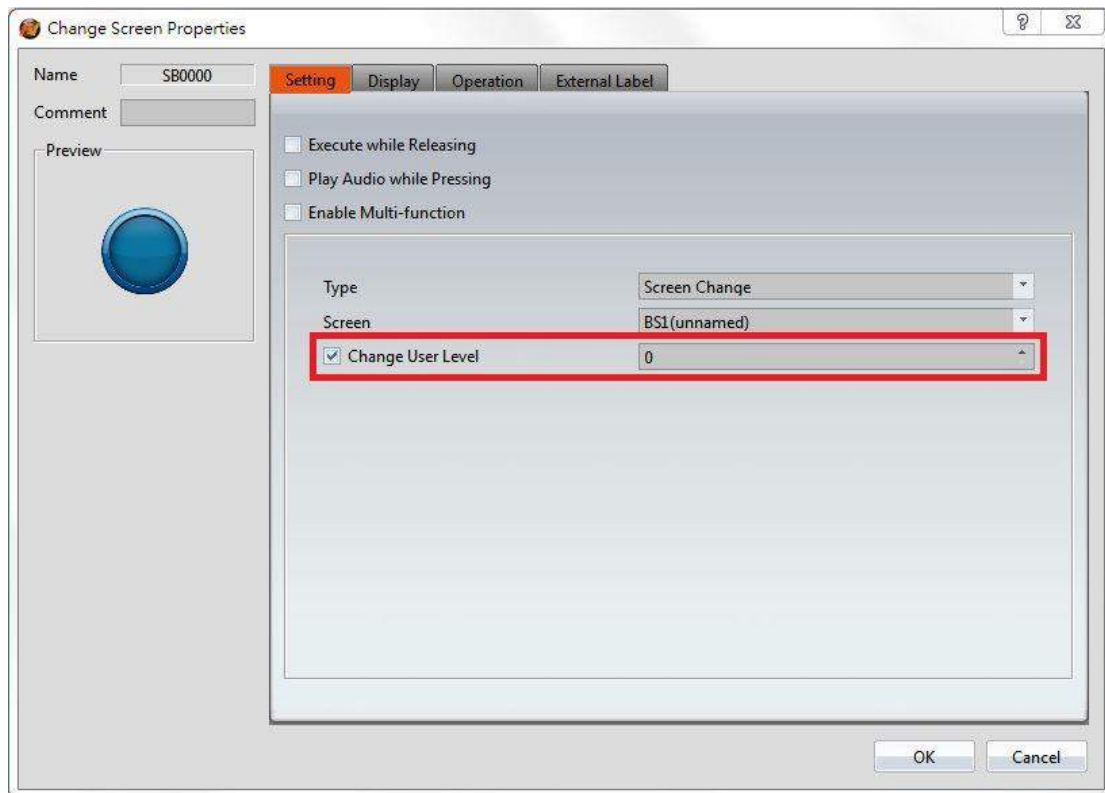 Change Screen Properties
Name SB0000
Comment
Preview
Setting Display Operation External Label
Execute while Releasing
Play Audio while Pressing
Enable Multi-function
Type Screen Change
Screen BS1(unnamed)
Change User Level 0
OK Cancel